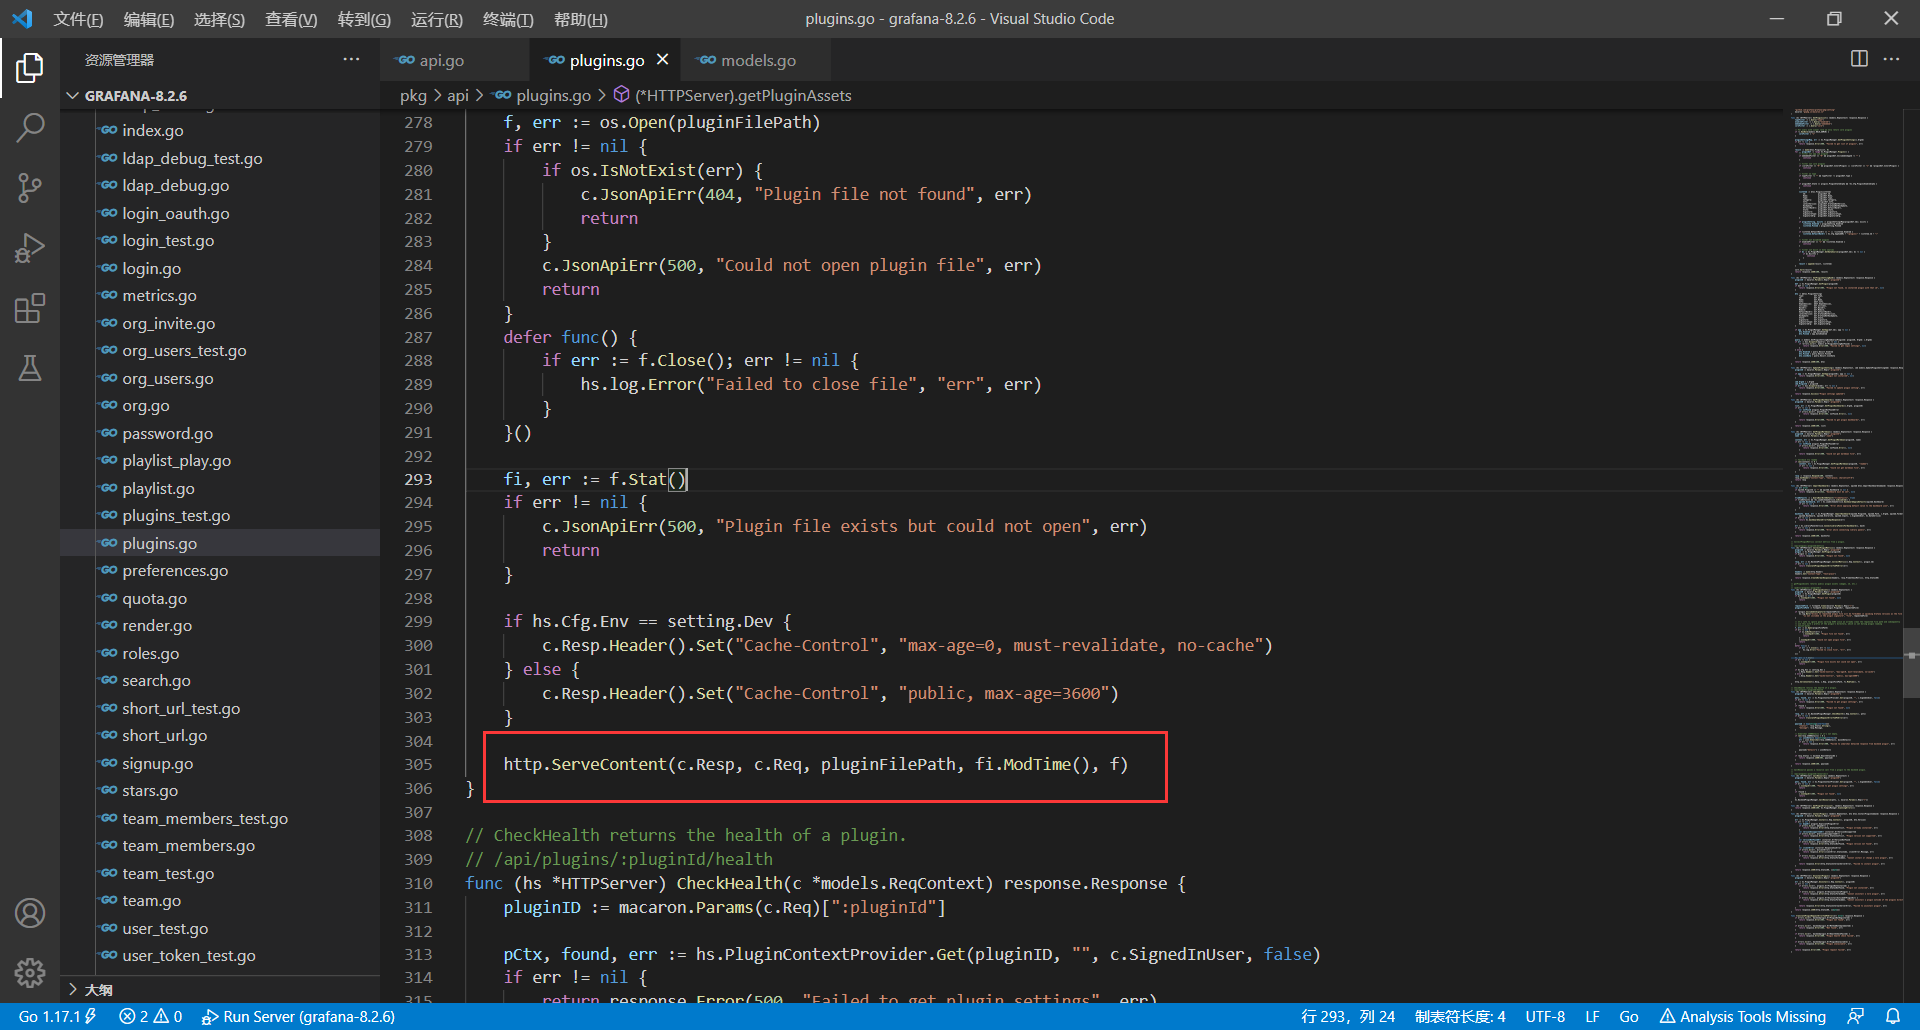 文件(F) 编辑(E) 选择(S) 查看(V) 转到(G) 运行(R) 终端(T) 帮助(H) plugins.go - grafana-8.2.6 - Visual Studio Code
资源管理器 ···
GRAFANA-8.2.6
index.go
ldap_debug_test.go
ldap_debug.go
login_oauth.go
login_test.go
login.go
metrics.go
org_invite.go
org_users_test.go
org_users.go
org.go
password.go
playlist_play.go
playlist.go
plugins_test.go
plugins.go
preferences.go
quota.go
render.go
roles.go
search.go
short_url_test.go
short_url.go
signup.go
stars.go
team_members_test.go
team_members.go
team_test.go
team.go
user_test.go
user_token_test.go
大纲
api.go plugins.go models.go
pkg > api > plugins.go > (*HTTPServer).getPluginAssets
278 f, err := os.Open(pluginFilePath)
279 if err != nil {
280 if os.IsNotExist(err) {
281 c.JsonApiErr(404, "Plugin file not found", err)
282 return
283 }
284 c.JsonApiErr(500, "Could not open plugin file", err)
285 return
286 }
287 defer func() {
288 if err := f.Close(); err != nil {
289 hs.log.Error("Failed to close file", "err", err)
290 }
291 }()
292
293 fi, err := f.Stat()
294 if err != nil {
295 c.JsonApiErr(500, "Plugin file exists but could not open", err)
296 return
297 }
298
299 if hs.Cfg.Env == setting.Dev {
300 c.Resp.Header().Set("Cache-Control", "max-age=0, must-revalidate, no-cache")
301 } else {
302 c.Resp.Header().Set("Cache-Control", "public, max-age=3600")
303 }
304
305 http.ServeContent(c.Resp, c.Req, pluginFilePath, fi.ModTime(), f)
306 }
307
308 // CheckHealth returns the health of a plugin.
309 // /api/plugins/:pluginId/health
310 func (hs *HTTPServer) CheckHealth(c *models.ReqContext) response.Response {
311 pluginID := macaron.Params(c.Req)[":pluginId"]
312
313 pCtx, found, err := hs.PluginContextProvider.Get(pluginID, "", c.SignedInUser, false)
314 if err != nil {
315 return response.Error(500, "Failed to get plugin settings", err)
Go 1.17.1 2 0 Run Server (grafana-8.2.6) 行 293，列 24 制表符长度: 4 UTF-8 LF Go Analysis Tools Missing